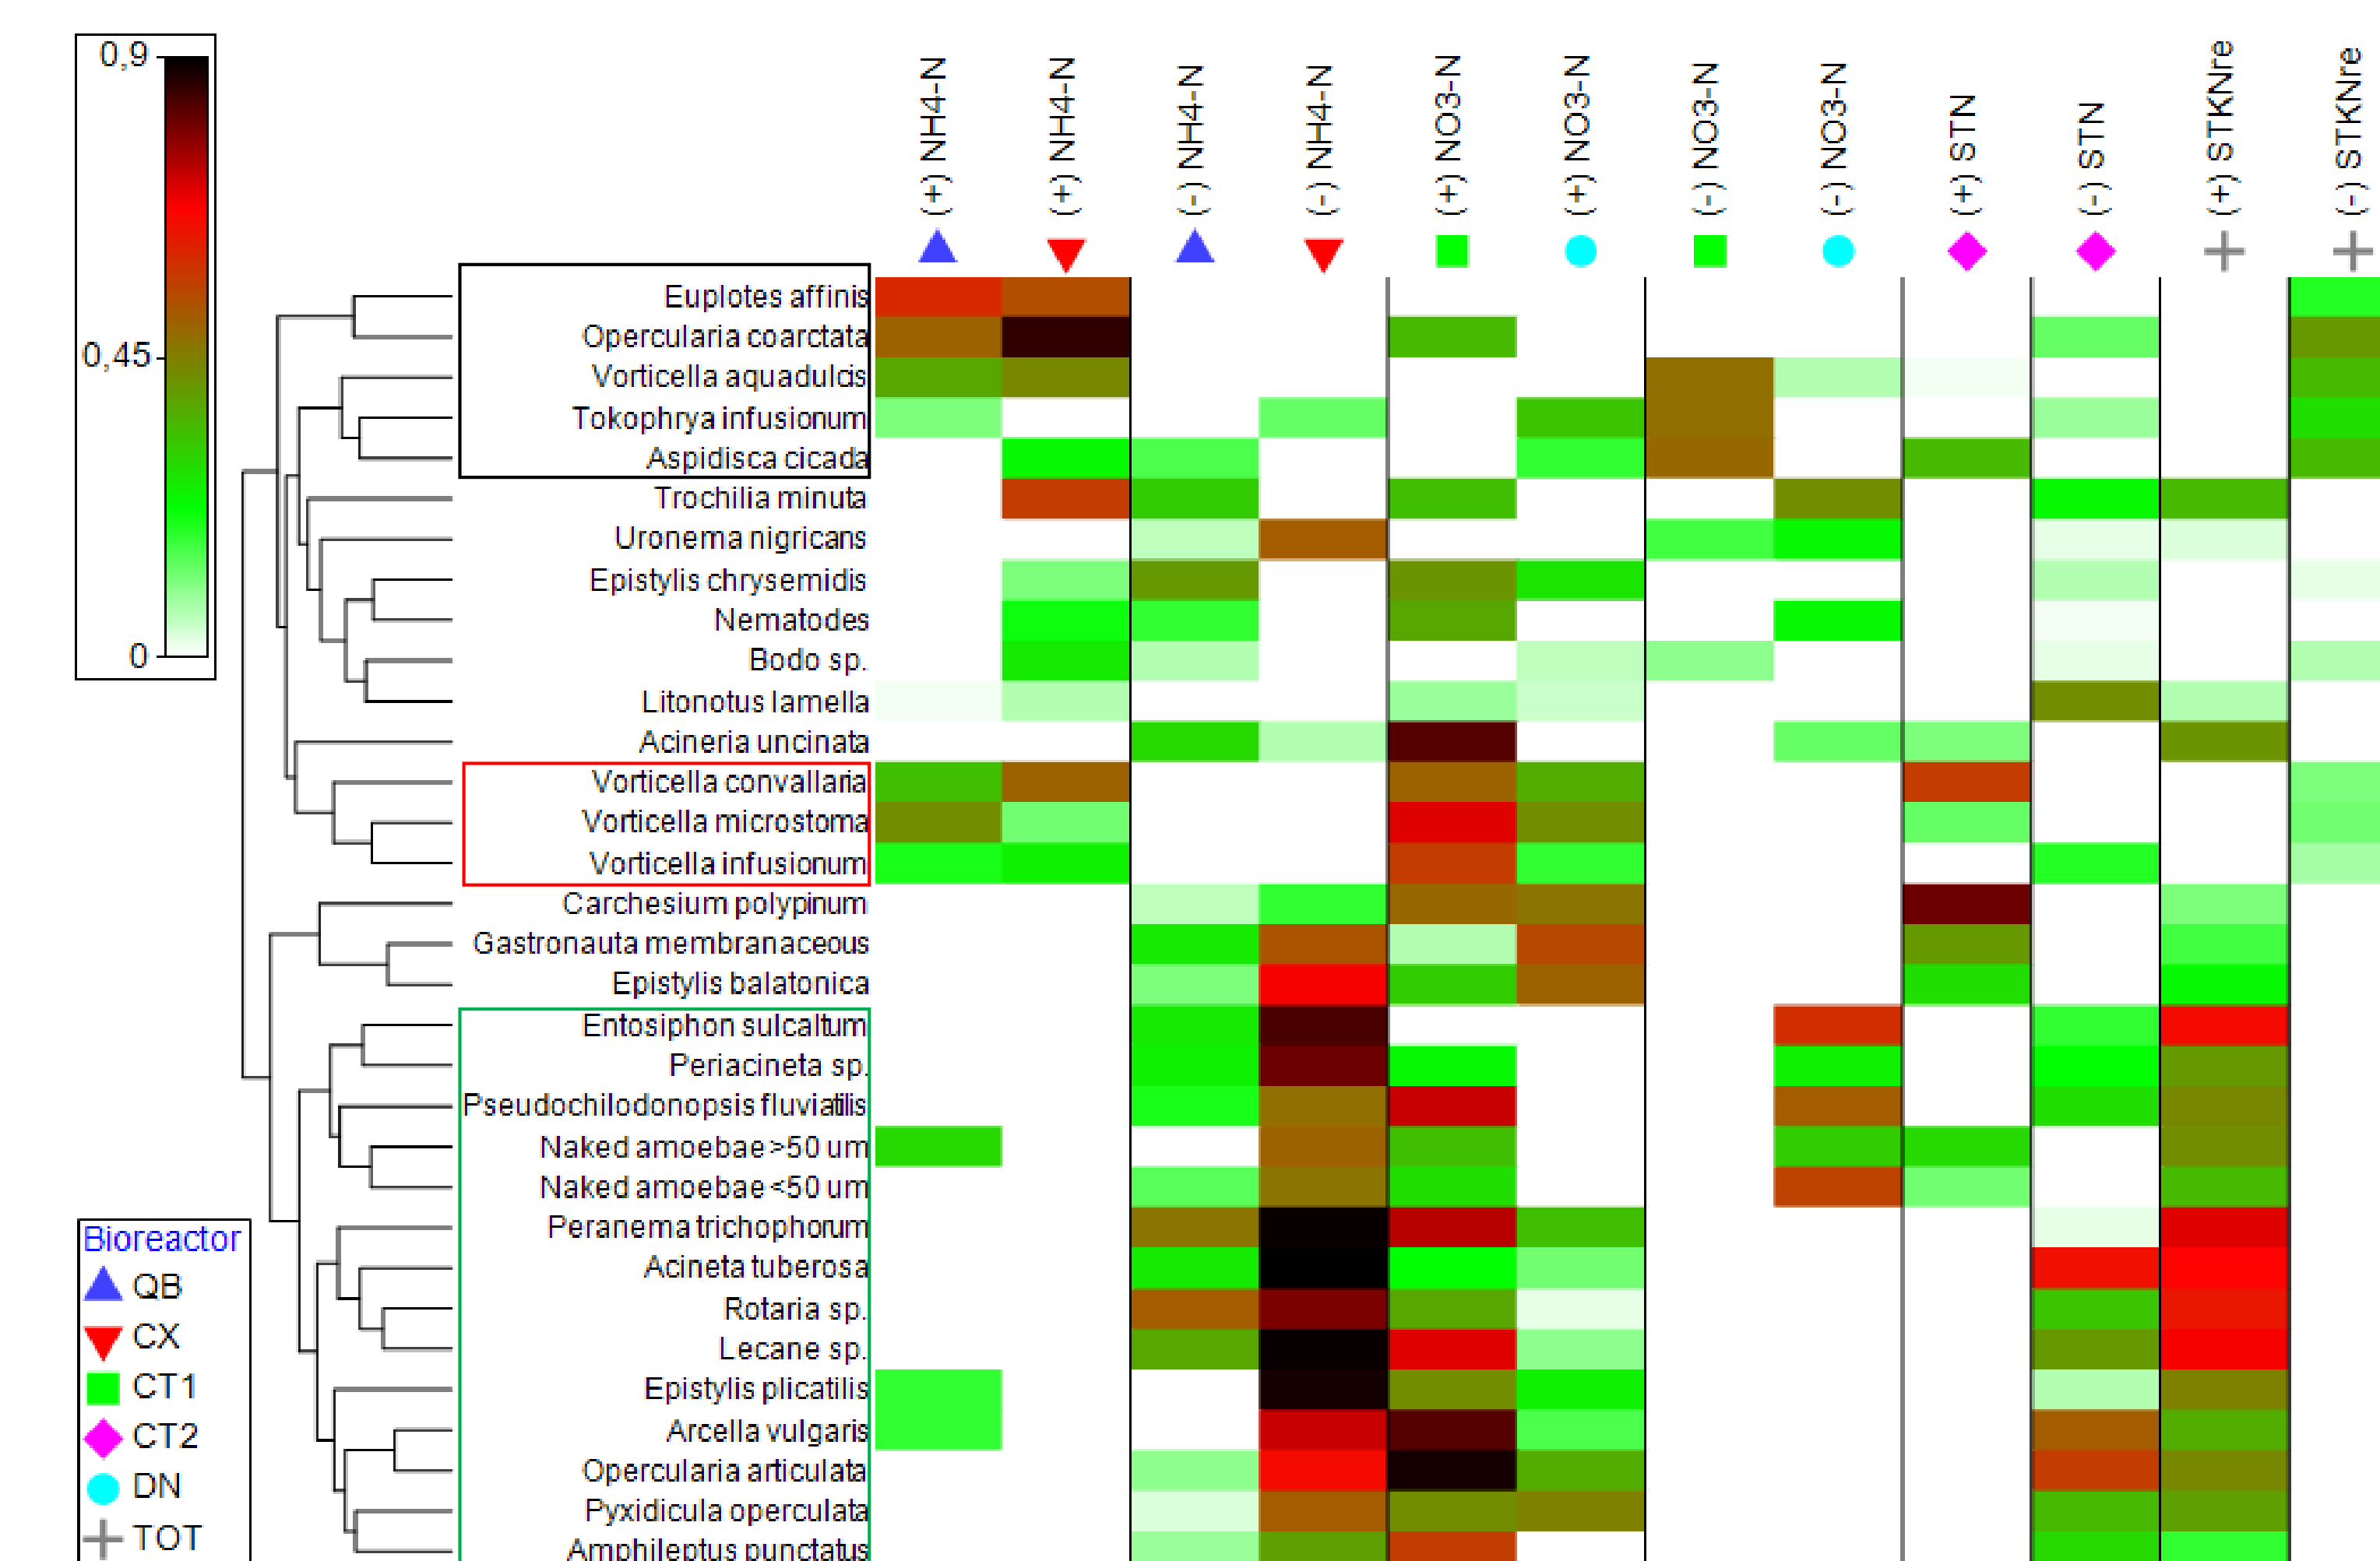 0,9
0,45
0
(+) NH4-N
(+) NH4-N
(-) NH4-N
(-) NH4-N
(+) NO3-N
(+) NO3-N
(-) NO3-N
(-) NO3-N
(+) STN
(-) STN
(+) STKNre
(-) STKNre
Euplotes affinis
Opercularia coarctata
Vorticella aquadulcis
Tokophrya infusionum
Aspidisca cicada
Trochilia minuta
Uronema nigricans
Epistylis chrysemidis
Nematodes
Bodo sp.
Litonotus lamella
Acineria uncinata
Vorticella convallaria
Vorticella microstoma
Vorticella infusionum
Carchesium polypinum
Gastronauta membranaceous
Epistylis balatonica
Entosiphon sulcaltum
Periacineta sp.
Pseudochilodonopsis fluviatilis
Naked amoebae >50 um
Naked amoebae <50 um
Peranema trichophorum
Acineta tuberosa
Rotaria sp.
Lecane sp.
Epistylis plicatilis
Arcella vulgaris
Opercularia articulata
Pyxidicula operculata
Amphileptus punctatus
Bioreactor
QB
CX
CT1
CT2
DN
TOT